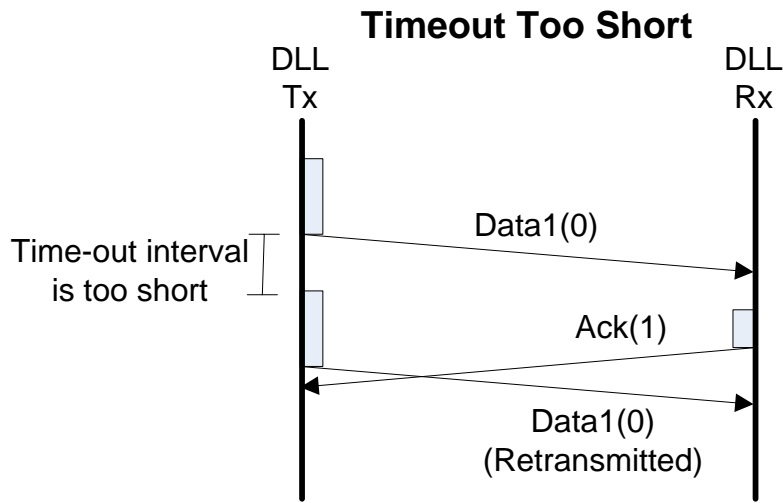 Timeout Too Short
DLL
Tx
DLL
Rx
Data1(0)
Time-out interval
is too short
Ack(1)
Data1(0)
(Retransmitted)